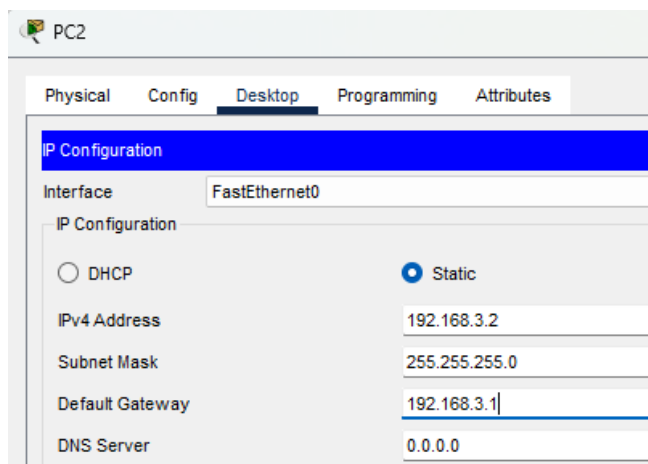 PC2
Physical Config Desktop Programming Attributes
IP Configuration
Interface FastEthernet0
IP Configuration
DHCP Static
IPv4 Address 192.168.3.2
Subnet Mask 255.255.255.0
Default Gateway 192.168.3.1
DNS Server 0.0.0.0